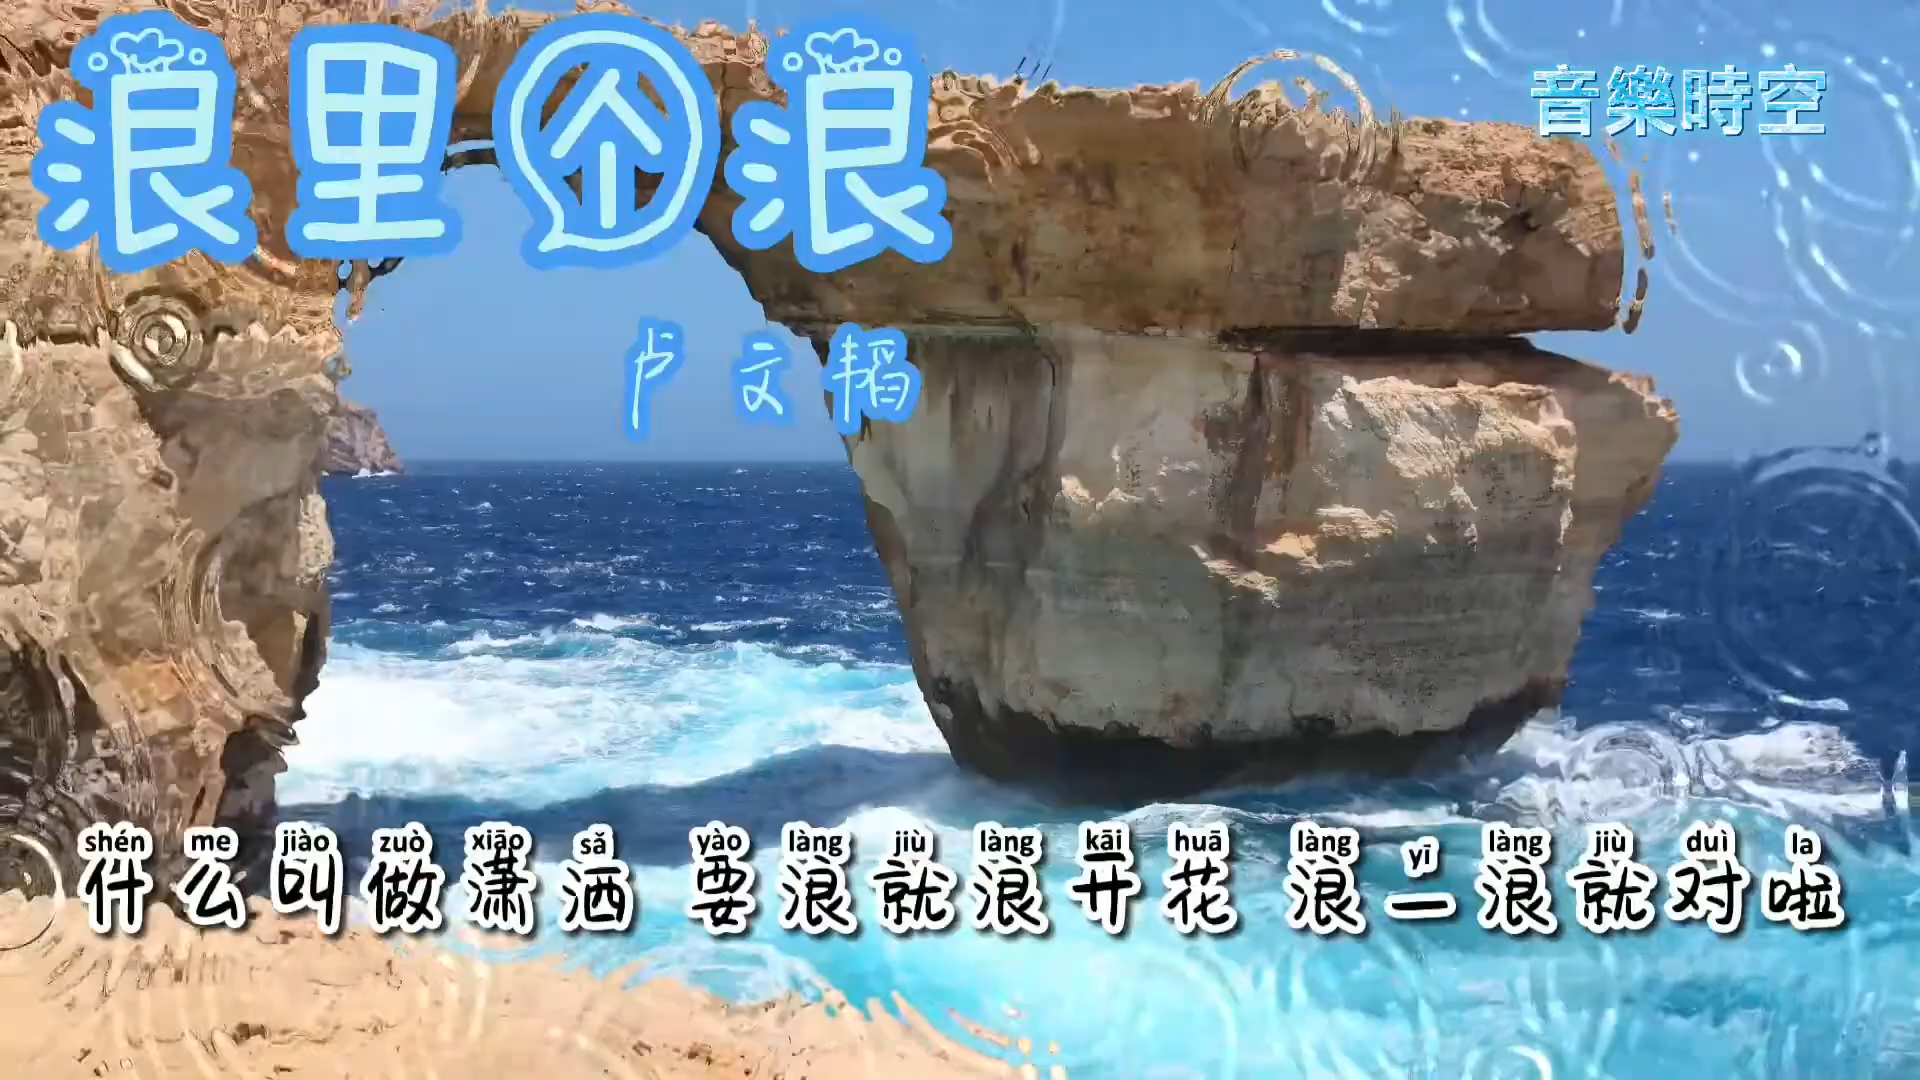 浪里个浪
音樂時空
卢文韬
shén me jiào zuò xiāo sǎ yào làng jiù làng kāi huā làng yī làng jiù duì la
什么叫做潇洒 要浪就浪开花 浪一浪就对啦